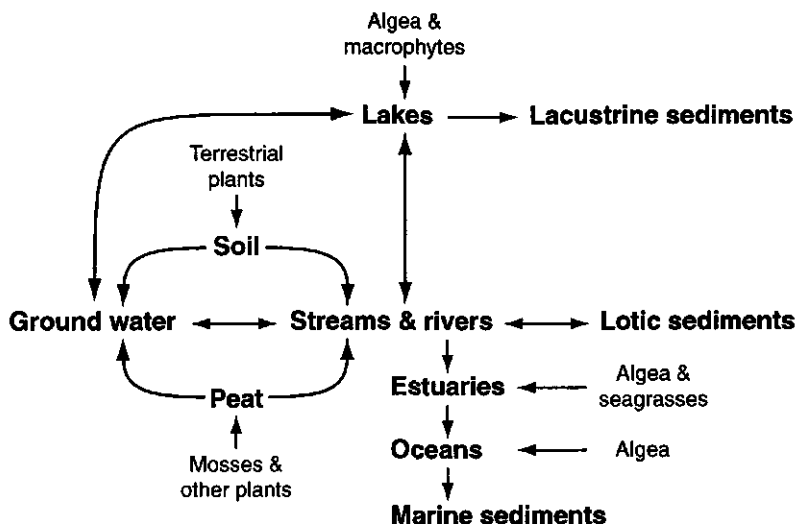 Algea &
macrophytes
Lakes
Lacustrine sediments
Terrestrial
plants
Soil
Ground water
Streams & rivers
Lotic sediments
Estuaries
Algea &
seagrasses
Peat
Oceans
Algea
Mosses &
other plants
Marine sediments